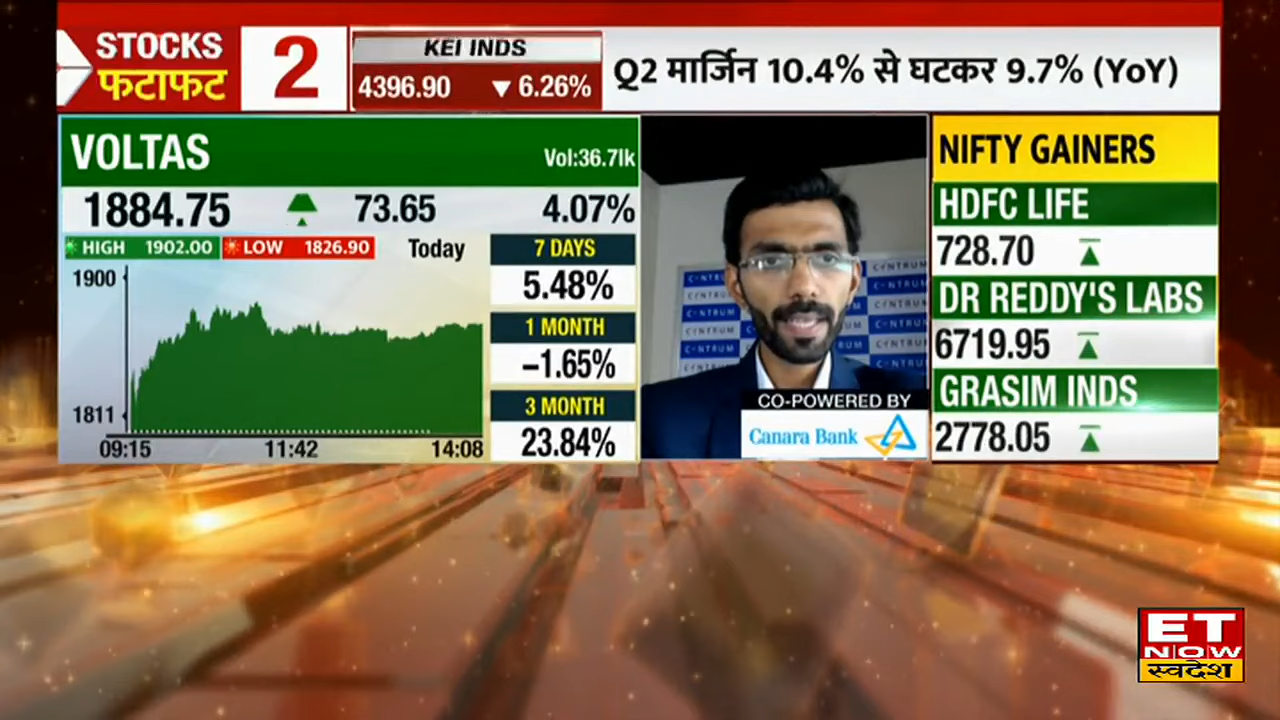 STOCKS
फटाफट
2
KEI INDS
4396.90 ▼ 6.26%
Q2 मार्जिन 10.4% से घटकर 9.7% (YoY)
VOLTAS
Vol:36.7lk
1884.75 ▲ 73.65 4.07%
HIGH 1902.00 LOW 1826.90 Today
1900
1811
09:15 11:42 14:08
7 DAYS
5.48%
1 MONTH
–1.65%
3 MONTH
23.84%
CENTRUM
CO-POWERED BY
Canara Bank
NIFTY GAINERS
HDFC LIFE
728.70 ▲
DR REDDY'S LABS
6719.95 ▲
GRASIM INDS
2778.05 ▲
ET
NOW
स्वदेश